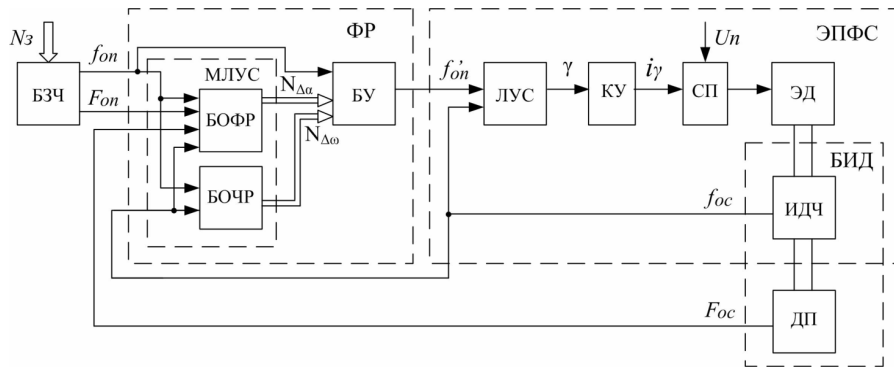 Nз
БЗЧ
fоп
Fоп
ФР
МЛУС
БОФР
БОЧР
NΔα
NΔω
БУ
f'оп
ЛУС
γ
КУ
iγ
Uп
СП
ЭПФС
ЭД
БИД
ИДЧ
fос
ДП
Fос